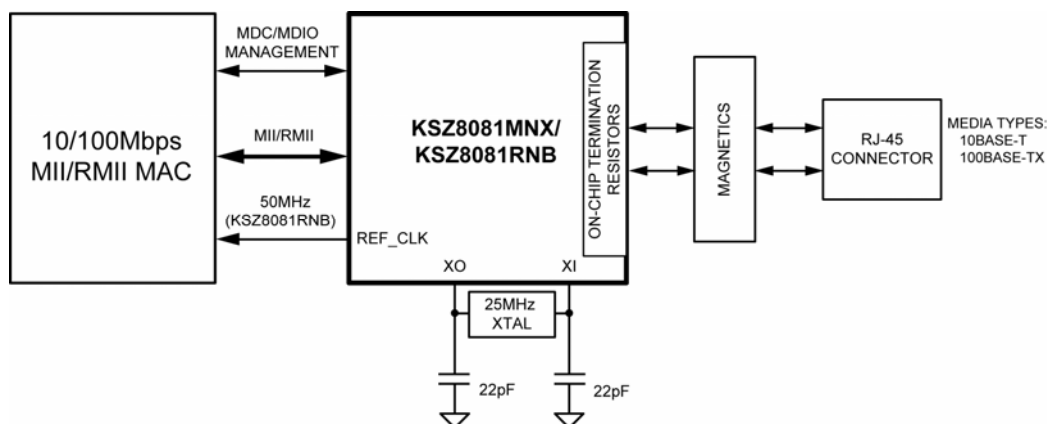 MDC/MDIO
MANAGEMENT
10/100Mbps
MII/RMII MAC
MII/RMII
50MHz
(KSZ8081RNB)
REF_CLK
KSZ8081MNX/
KSZ8081RNB
ON-CHIP TERMINATION
RESISTORS
XO
XI
25MHz
XTAL
22pF
22pF
MAGNETICS
RJ-45
CONNECTOR
MEDIA TYPES:
10BASE-T
100BASE-TX